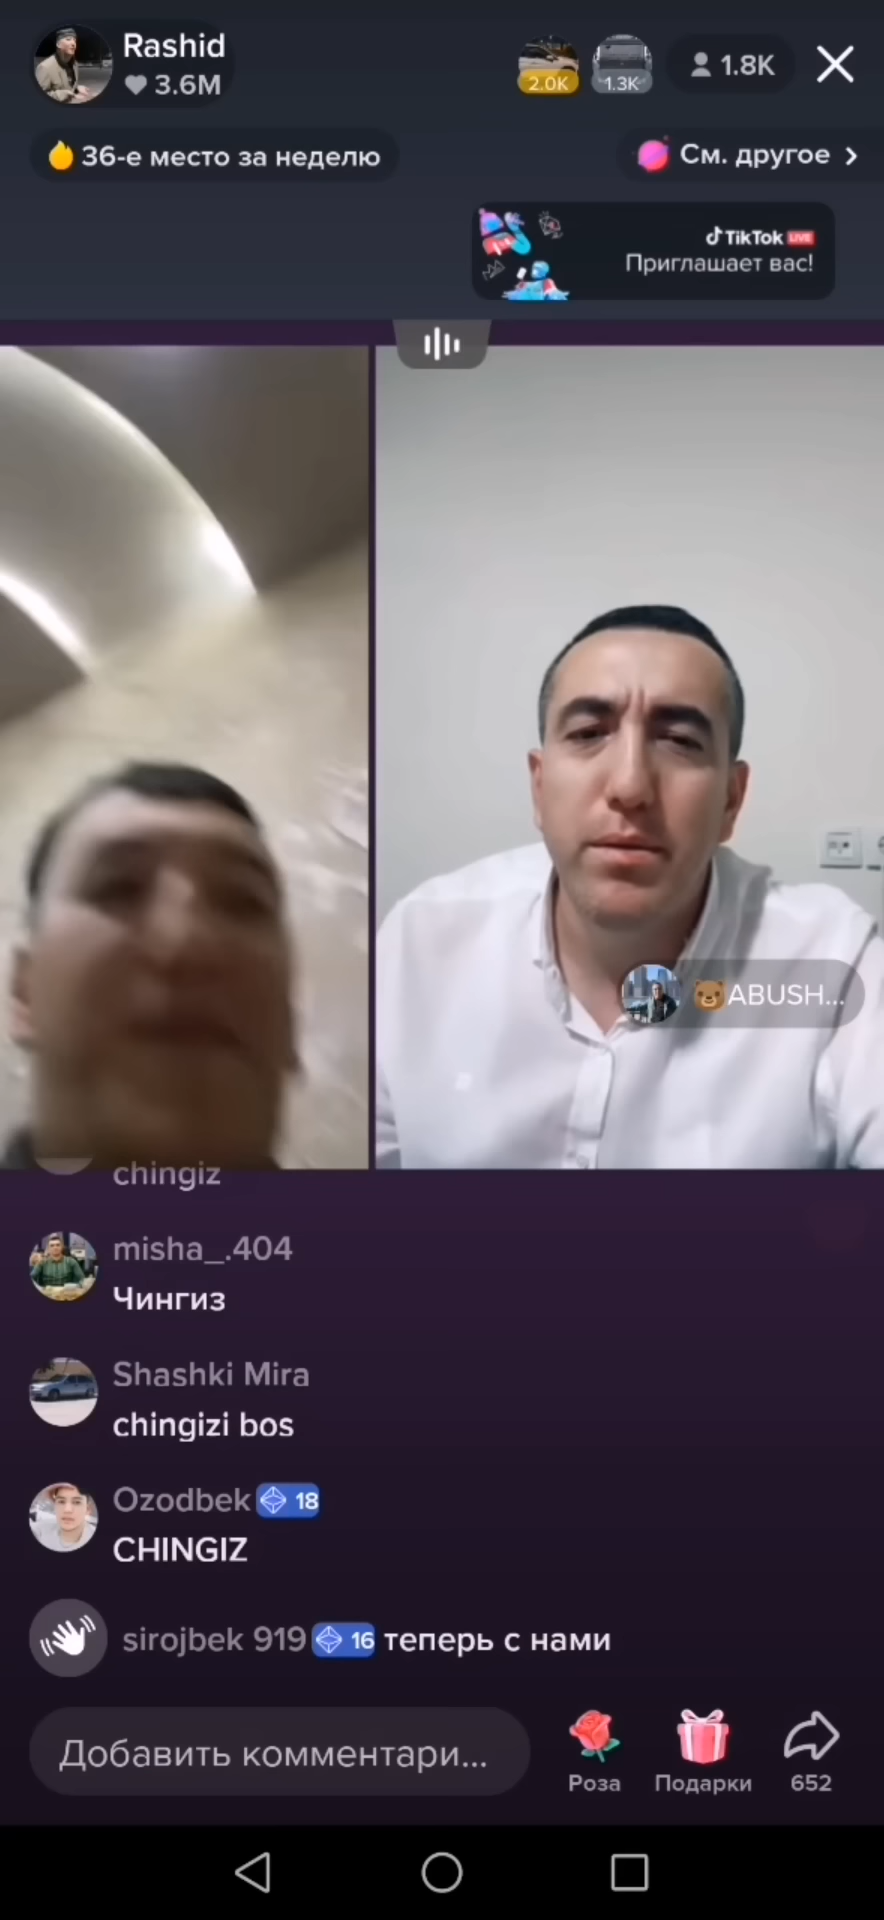 Rashid
3.6M
2.0K
1.3K
1.8K
36-е место за неделю
См. другое
TikTok LIVE
Приглашает вас!
ABUSH...
chingiz
misha_.404
Чингиз
Shashki Mira
chingizi bos
Ozodbek 18
CHINGIZ
sirojbek 919 16 теперь с нами
Добавить комментари...
Роза
Подарки
652